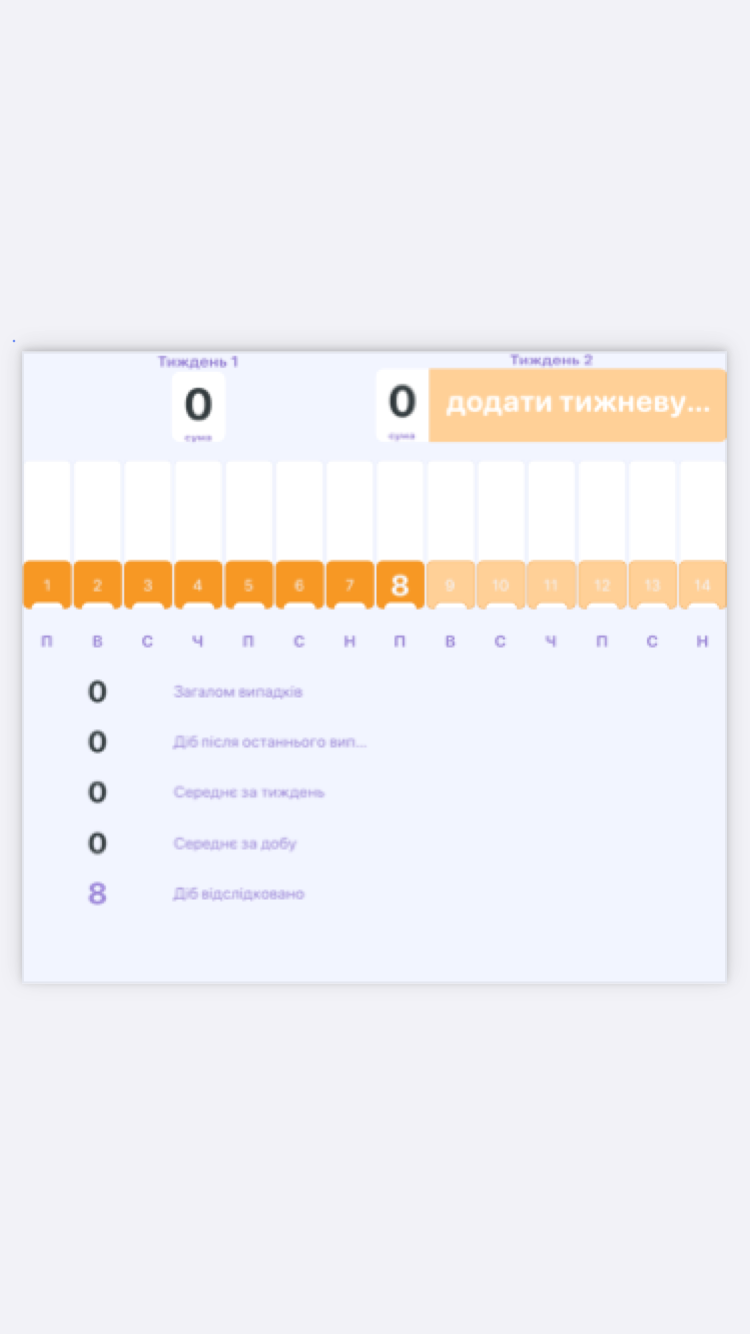 Тиждень 1
Тиждень 2
0
сума
0
сума
додати тижневу...
1 2 3 4 5 6 7 8 9 10 11 12 13 14
П В С Ч П С Н П В С Ч П С Н
0 Загалом випадків
0 Діб після останнього вип...
0 Середнє за тиждень
0 Середнє за добу
8 Діб відслідковано